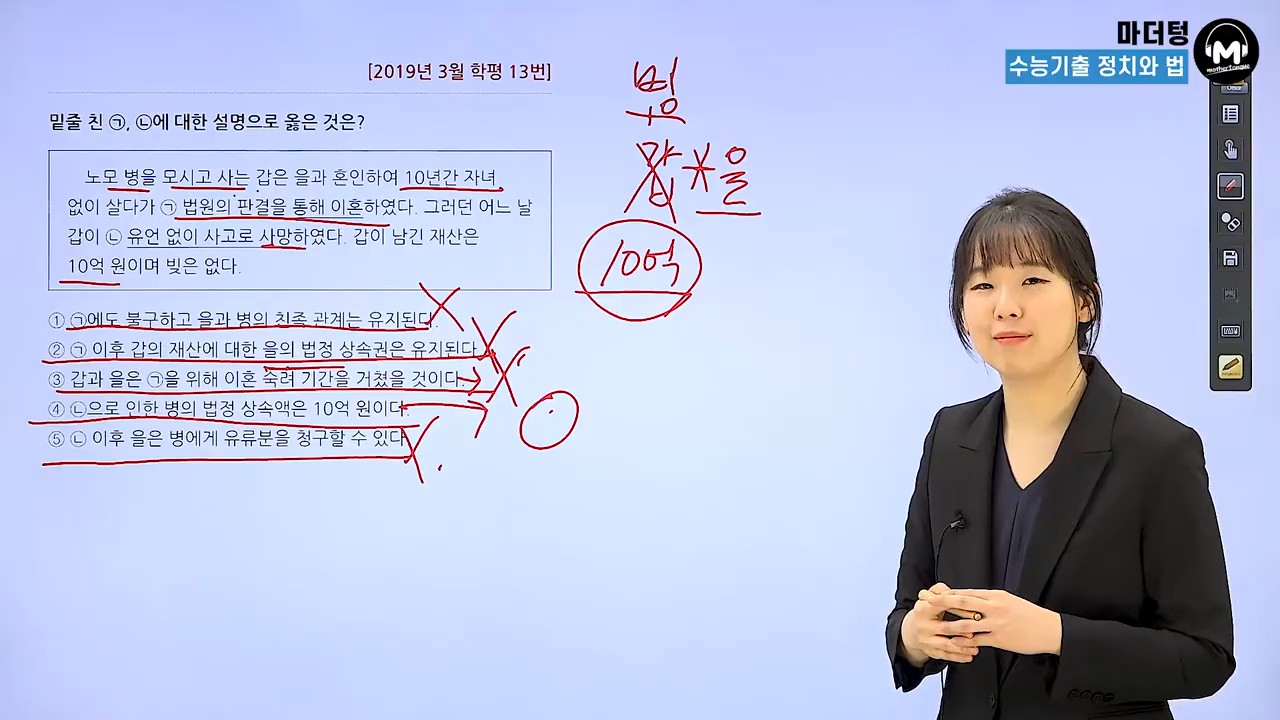 마더텅
수능기출 정치와 법
motherTongue
[2019년 3월 학평 13번]
밑줄 친 ㉠, ㉡에 대한 설명으로 옳은 것은?
노모 병을 모시고 사는 갑은 을과 혼인하여 10년간 자녀
없이 살다가 ㉠ 법원의 판결을 통해 이혼하였다. 그러던 어느 날
갑이 ㉡ 유언 없이 사고로 사망하였다. 갑이 남긴 재산은
10억 원이며 빚은 없다.
① ㉠에도 불구하고 을과 병의 친족 관계는 유지된다.
② ㉠ 이후 갑의 재산에 대한 을의 법정 상속권은 유지된다.
③ 갑과 을은 ㉠을 위해 이혼 숙려 기간을 거쳤을 것이다.
④ ㉡으로 인한 병의 법정 상속액은 10억 원이다.
⑤ ㉡ 이후 을은 병에게 유류분을 청구할 수 있다.
병
갑 을
10억